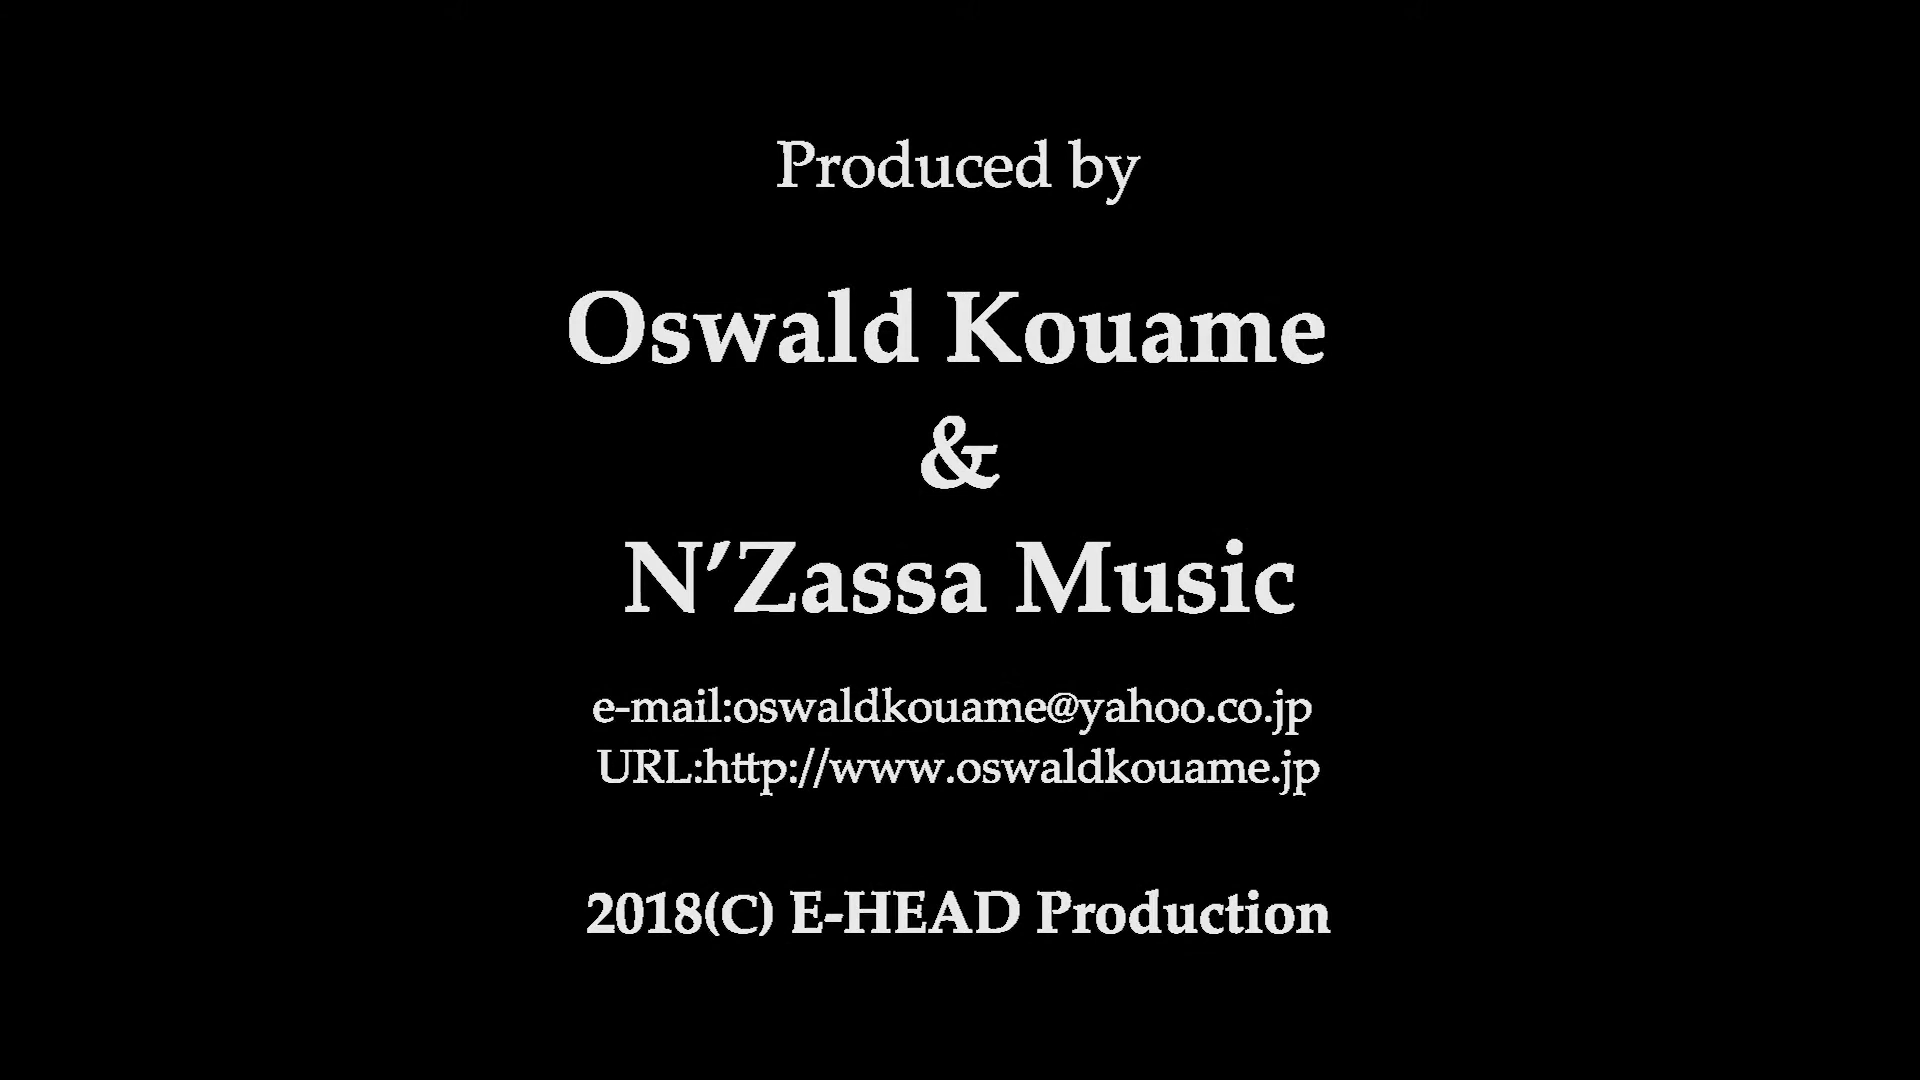 Produced by
Oswald Kouame
&
N’Zassa Music
e-mail:oswaldkouame@yahoo.co.jp
URL:http://www.oswaldkouame.jp
2018(C) E-HEAD Production